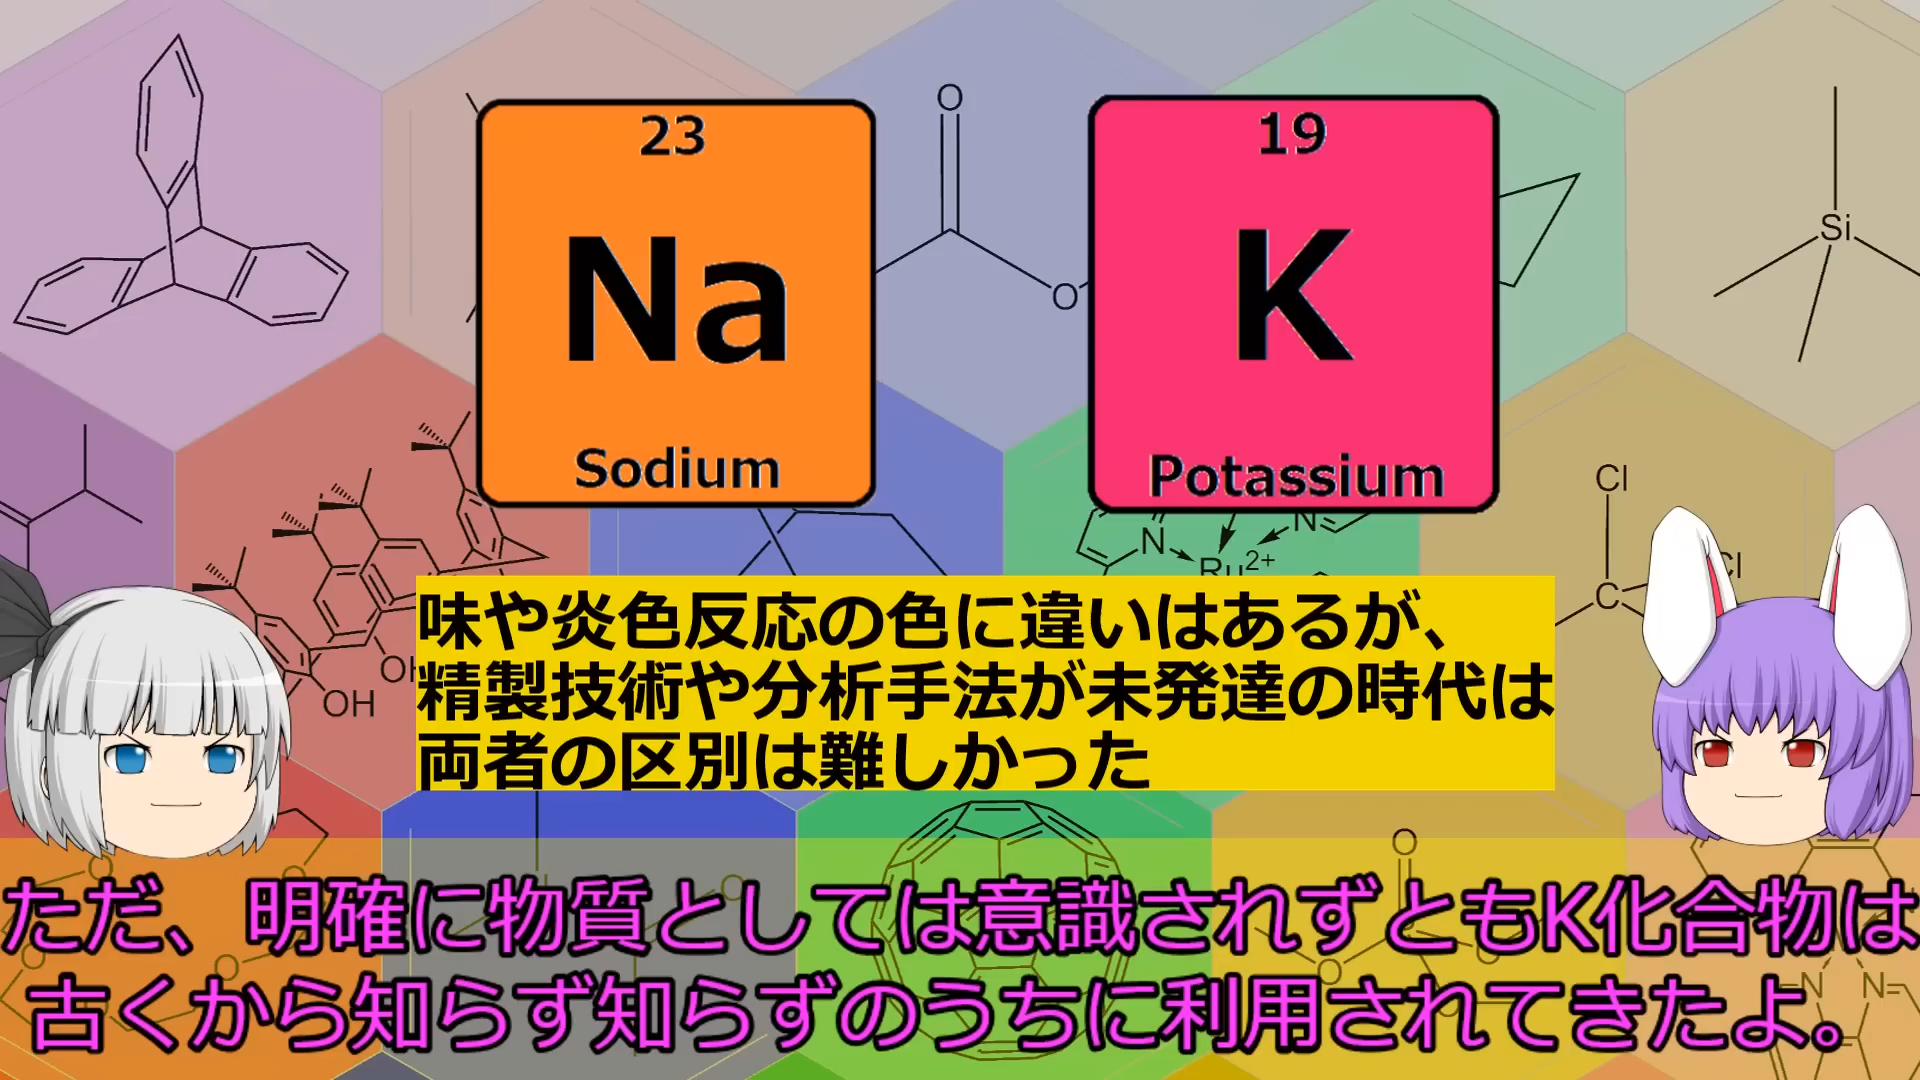 23
Na
Sodium
19
K
Potassium
O
O
Si
Cl
Cl
C
N
N
Ru2+
OH
OH
味や炎色反応の色に違いはあるが、
精製技術や分析手法が未発達の時代は
両者の区別は難しかった
ただ、明確に物質としては意識されずともK化合物は
古くから知らず知らずのうちに利用されてきたよ。